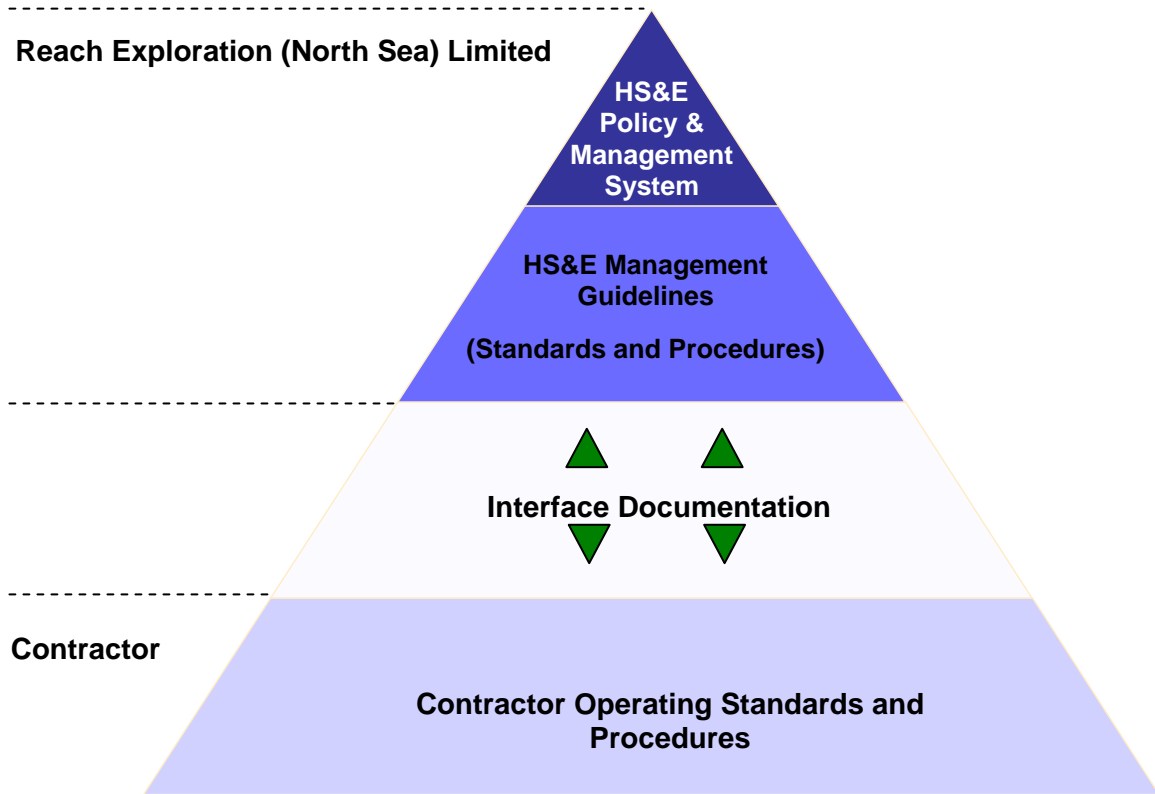 Reach Exploration (North Sea) Limited
HS&E
Policy &
Management
System
HS&E Management
Guidelines
(Standards and Procedures)
Interface Documentation
Contractor
Contractor Operating Standards and
Procedures